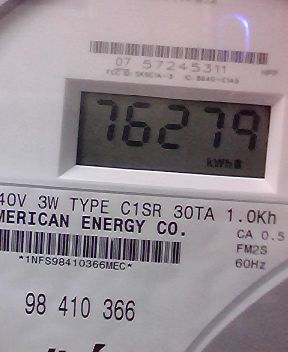 07 57245311
76279
kWh
40V 3W TYPE C1SR 30TA 1.0Kh
MERICAN ENERGY CO.
CA 0.5
FM2S
*1NFS98410366MEC*
60Hz
98 410 366